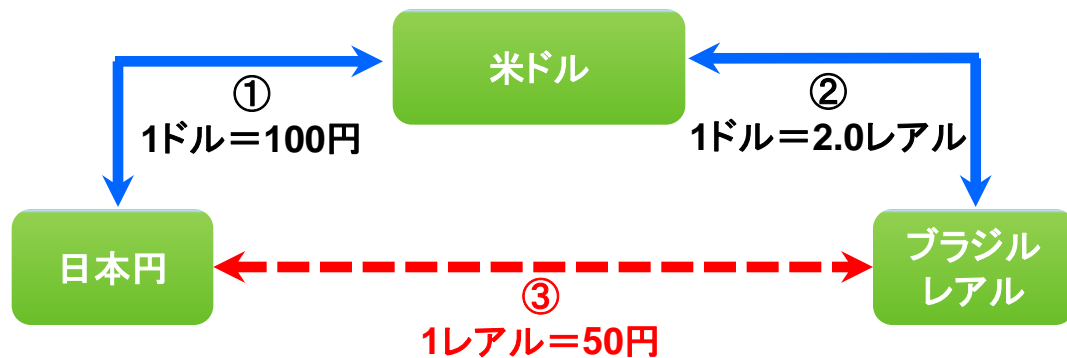 米ドル
①
1ドル＝100円
②
1ドル＝2.0レアル
日本円
ブラジル
レアル
③
1レアル＝50円